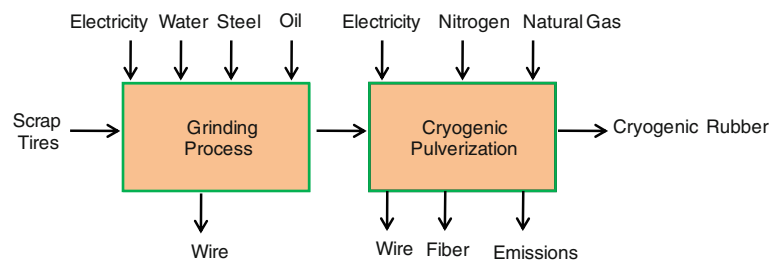 Electricity Water Steel Oil
Electricity Nitrogen Natural Gas
Scrap
Tires
Grinding
Process
Cryogenic
Pulverization
Cryogenic Rubber
Wire
Wire Fiber Emissions